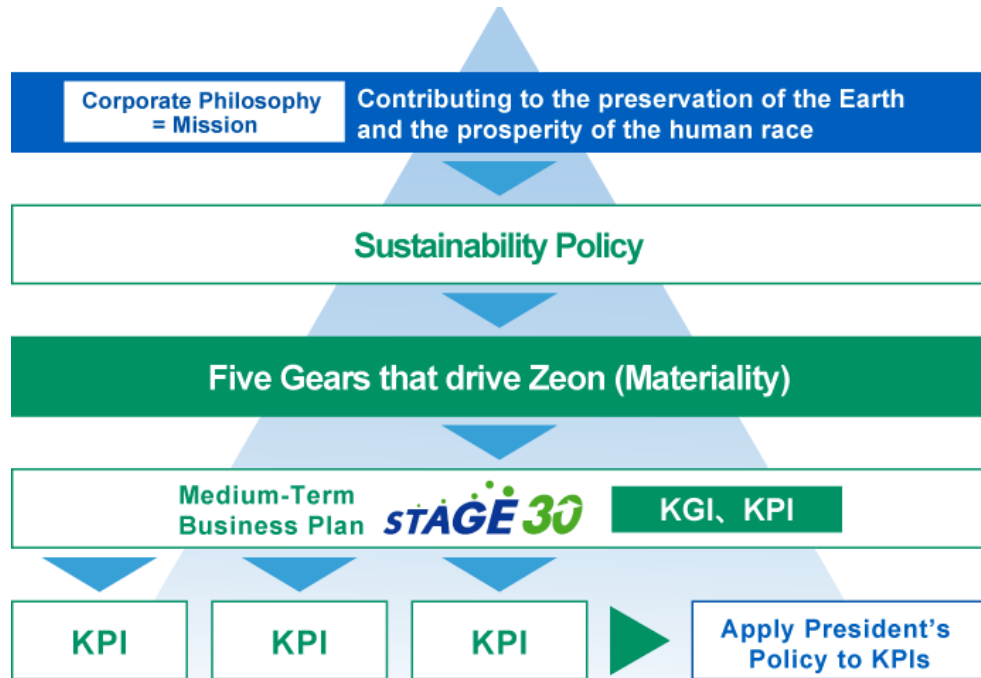 Corporate Philosophy
= Mission
Contributing to the preservation of the Earth
and the prosperity of the human race
Sustainability Policy
Five Gears that drive Zeon (Materiality)
Medium-Term
Business Plan
STAGE 30
KGI、KPI
KPI
KPI
KPI
Apply President's
Policy to KPIs